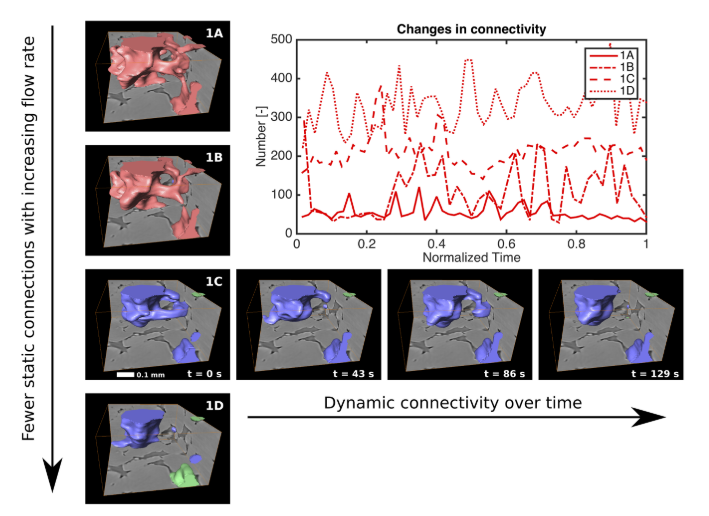 Fewer static connections with increasing flow rate
1A
1B
1C
0.1 mm
t = 0 s
t = 43 s
t = 86 s
t = 129 s
1D
Dynamic connectivity over time
Changes in connectivity
Number [-]
500
400
300
200
100
0
0
0.2
0.4
0.6
0.8
1
Normalized Time
1A
1B
1C
1D